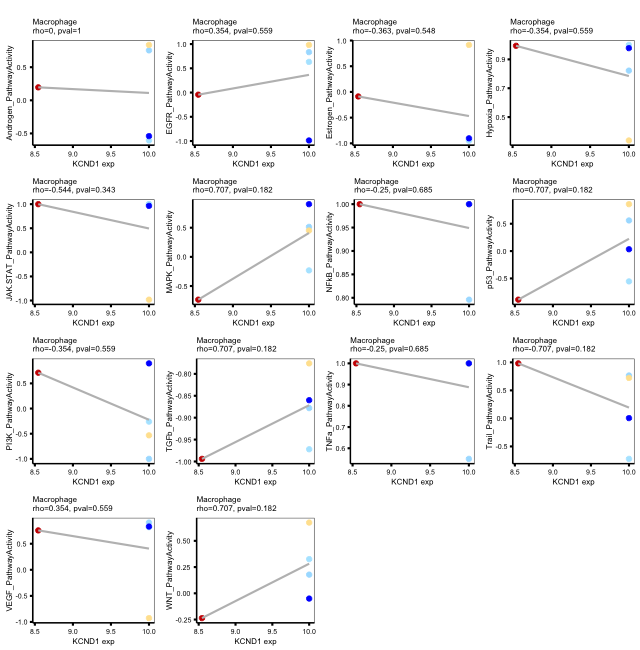 Macrophage
rho=0, pval=1
Androgen_PathwayActivity
0.5
0.0
-0.5
8.5 9.0 9.5 10.0
KCND1 exp
Macrophage
rho=0.354, pval=0.559
EGFR_PathwayActivity
1.0
0.5
0.0
-0.5
-1.0
8.5 9.0 9.5 10.0
KCND1 exp
Macrophage
rho=-0.363, pval=0.548
Estrogen_PathwayActivity
1.0
0.5
0.0
-0.5
-1.0
8.5 9.0 9.5 10.0
KCND1 exp
Macrophage
rho=-0.354, pval=0.559
Hypoxia_PathwayActivity
0.9
0.7
0.5
8.5 9.0 9.5 10.0
KCND1 exp
Macrophage
rho=-0.544, pval=0.343
JAK.STAT_PathwayActivity
1.0
0.5
0.0
-0.5
-1.0
8.5 9.0 9.5 10.0
KCND1 exp
Macrophage
rho=0.707, pval=0.182
MAPK_PathwayActivity
0.5
0.0
-0.5
8.5 9.0 9.5 10.0
KCND1 exp
Macrophage
rho=-0.25, pval=0.685
NFkB_PathwayActivity
1.00
0.95
0.90
0.85
0.80
8.5 9.0 9.5 10.0
KCND1 exp
Macrophage
rho=0.707, pval=0.182
p53_PathwayActivity
0.5
0.0
-0.5
8.5 9.0 9.5 10.0
KCND1 exp
Macrophage
rho=-0.354, pval=0.559
PI3K_PathwayActivity
0.5
0.0
-0.5
-1.0
8.5 9.0 9.5 10.0
KCND1 exp
Macrophage
rho=0.707, pval=0.182
TGFb_PathwayActivity
-0.80
-0.85
-0.90
-0.95
-1.00
8.5 9.0 9.5 10.0
KCND1 exp
Macrophage
rho=-0.25, pval=0.685
TNFa_PathwayActivity
1.0
0.9
0.8
0.7
0.6
8.5 9.0 9.5 10.0
KCND1 exp
Macrophage
rho=-0.707, pval=0.182
Trail_PathwayActivity
1.0
0.5
0.0
-0.5
8.5 9.0 9.5 10.0
KCND1 exp
Macrophage
rho=0.354, pval=0.559
VEGF_PathwayActivity
1.0
0.5
0.0
-0.5
-1.0
8.5 9.0 9.5 10.0
KCND1 exp
Macrophage
rho=0.707, pval=0.182
WNT_PathwayActivity
0.50
0.25
0.00
-0.25
8.5 9.0 9.5 10.0
KCND1 exp